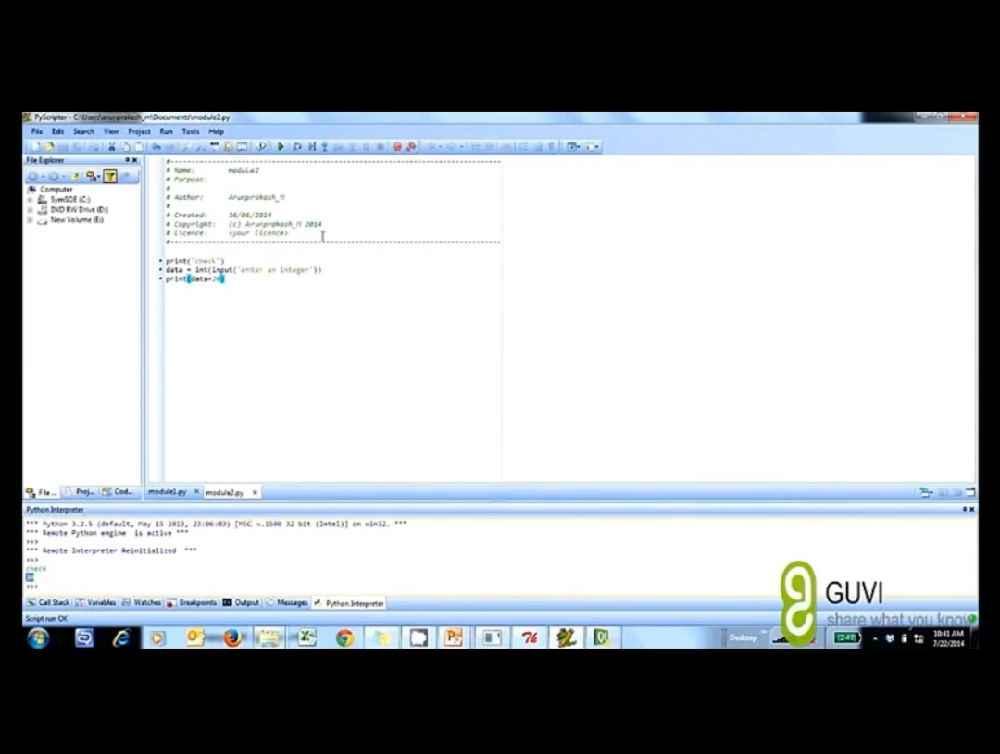 PyScripter - C:\Users\arunprakash_m\Documents\module2.py
File Edit Search View Project Run Tools Help
File Explorer
Computer
SymSDE (C:)
DVD RW Drive (D:)
New Volume (E:)
#
# Name: module2
# Purpose:
#
# Author: Arunprakash_M
#
# Created: 16/06/2014
# Copyright: (c) Arunprakash_M 2014
# Licence: <your licence>
#
print("check")
data = int(input("enter an integer"))
print(data+20)
File... Proj... Cod...
module1.py module2.py
Python Interpreter
*** Python 3.2.5 (default, May 15 2013, 23:06:03) [MSC v.1500 32 bit (Intel)] on win32. ***
*** Remote Python engine is active ***
>>>
*** Remote Interpreter Reinitialized ***
>>>
check
>>>
Call Stack Variables Watches Breakpoints Output Messages Python Interpreter
Script run OK
GUVI
share what you know
Desktop
10:41 AM
7/22/2014